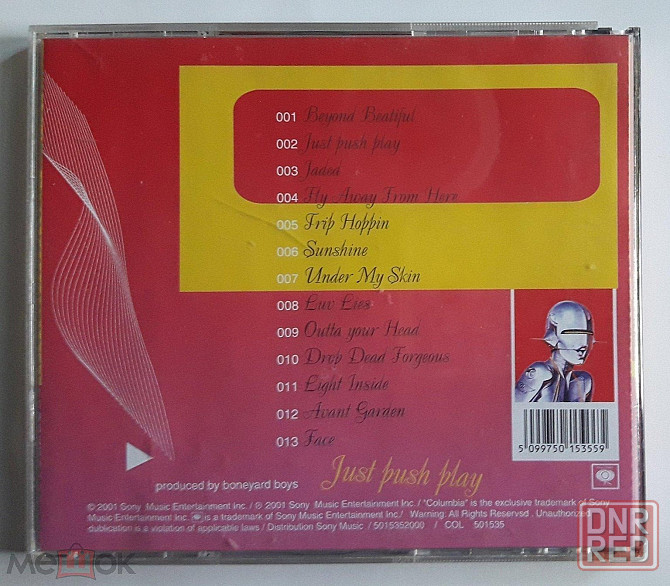 001 Beyond Beatiful
002 Just push play
003 Jaded
004 Fly Away From Here
005 Trip Hoppin
006 Sunshine
007 Under My Skin
008 Luv Lies
009 Outta your Head
010 Drop Dead Forgeous
011 Light Inside
012 Avant Garden
013 Face
produced by boneyard boys
Just push play
5 099750 153559
© 2001 Sony Music Entertainment Inc. / ℗ 2001 Sony Music Entertainment Inc / "Columbia" is the exclusive trademark of Sony
Music Entertainment Inc. is a trademark of Sony Music Entertainment Inc./ Warning: All Rights Reservsd . Unauthorized
dublication is a violation of applicatie laws / Distribution Sony Music / 5015352000 / COL 501535
DNR
RED
Мешок